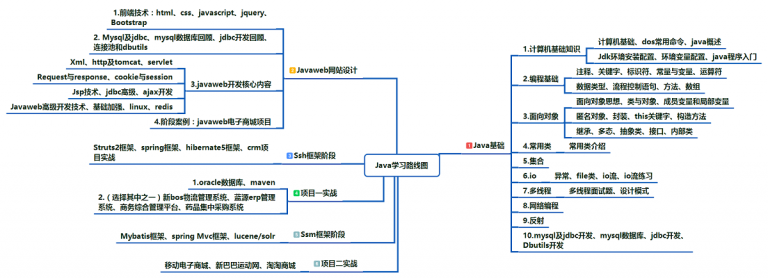 Java学习路线图
1
Java基础
1.计算机基础知识
计算机基础、dos常用命令、java概述
Jdk环境安装配置、环境变量配置、java程序入门
2.编程基础
注释、关键字、标识符、常量与变量、运算符
数据类型、流程控制语句、方法、数组
3.面向对象
面向对象思想、类与对象、成员变量和局部变量
匿名对象、封装、this关键字、构造方法
继承、多态、抽象类、接口、内部类
4.常用类
常用类介绍
5.集合
6.io
异常、file类、io流、io流练习
7.多线程
多线程面试题、设计模式
8.网络编程
9.反射
10.mysql及jdbc开发、mysql数据库、jdbc开发、
Dbutils开发
2
Javaweb网站设计
1.前端技术：html、css、javascript、jquery、
Bootstrap
2. Mysql及jdbc、mysql数据库回顾、jdbc开发回顾、
连接池和dbutils
3.javaweb开发核心内容
Xml、http及tomcat、servlet
Request与response、cookie与session
Jsp技术、jdbc高级、ajax开发
Javaweb高级开发技术、基础加强、linux、redis
4.阶段案例：javaweb电子商城项目
3
Ssh框架阶段
Struts2框架、spring框架、hibernate5框架、crm项
目实战
4
项目一实战
1.oracle数据库、maven
2.（选择其中之一）新bos物流管理系统、蓝源erp管理
系统、商务综合管理平台、药品集中采购系统
5
Ssm框架阶段
Mybatis框架、spring Mvc框架、lucene/solr
6
项目二实战
移动电子商城、新巴巴运动网、淘淘商城